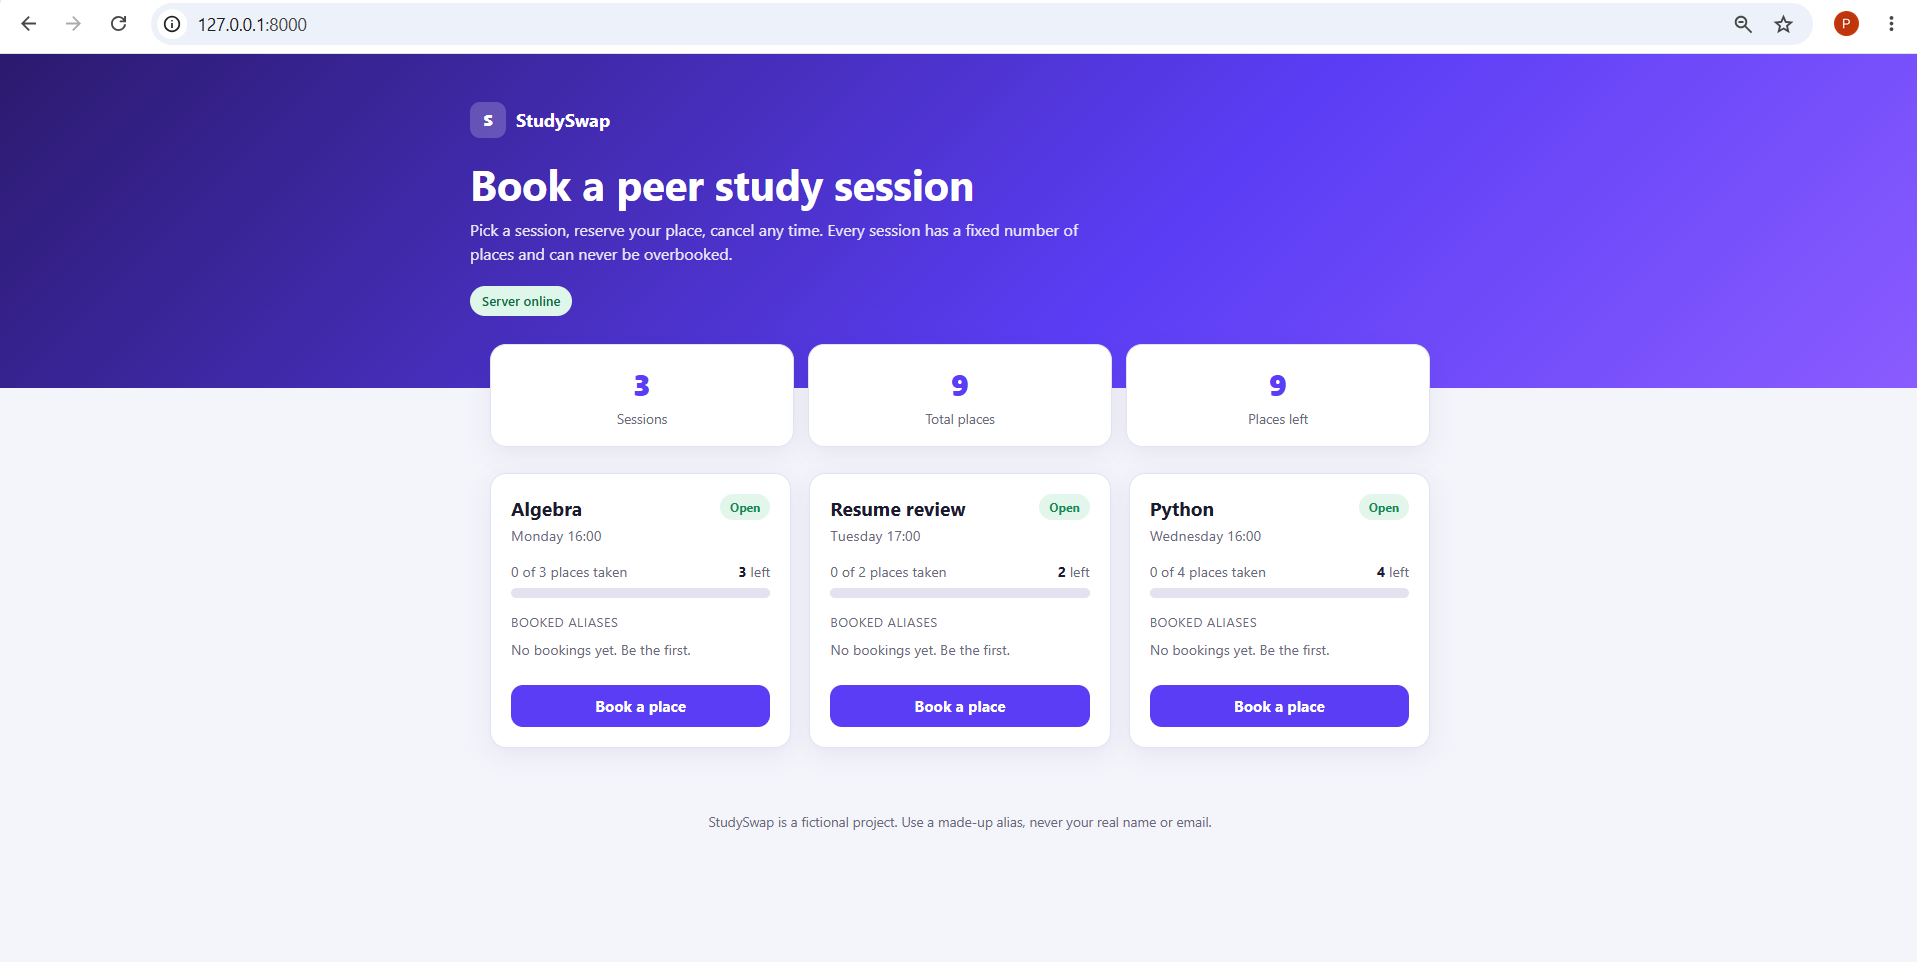 127.0.0.1:8000
P
S
StudySwap
Book a peer study session
Pick a session, reserve your place, cancel any time. Every session has a fixed number of
places and can never be overbooked.
Server online
3
Sessions
9
Total places
9
Places left
Algebra
Open
Monday 16:00
0 of 3 places taken
3 left
BOOKED ALIASES
No bookings yet. Be the first.
Book a place
Resume review
Open
Tuesday 17:00
0 of 2 places taken
2 left
BOOKED ALIASES
No bookings yet. Be the first.
Book a place
Python
Open
Wednesday 16:00
0 of 4 places taken
4 left
BOOKED ALIASES
No bookings yet. Be the first.
Book a place
StudySwap is a fictional project. Use a made-up alias, never your real name or email.